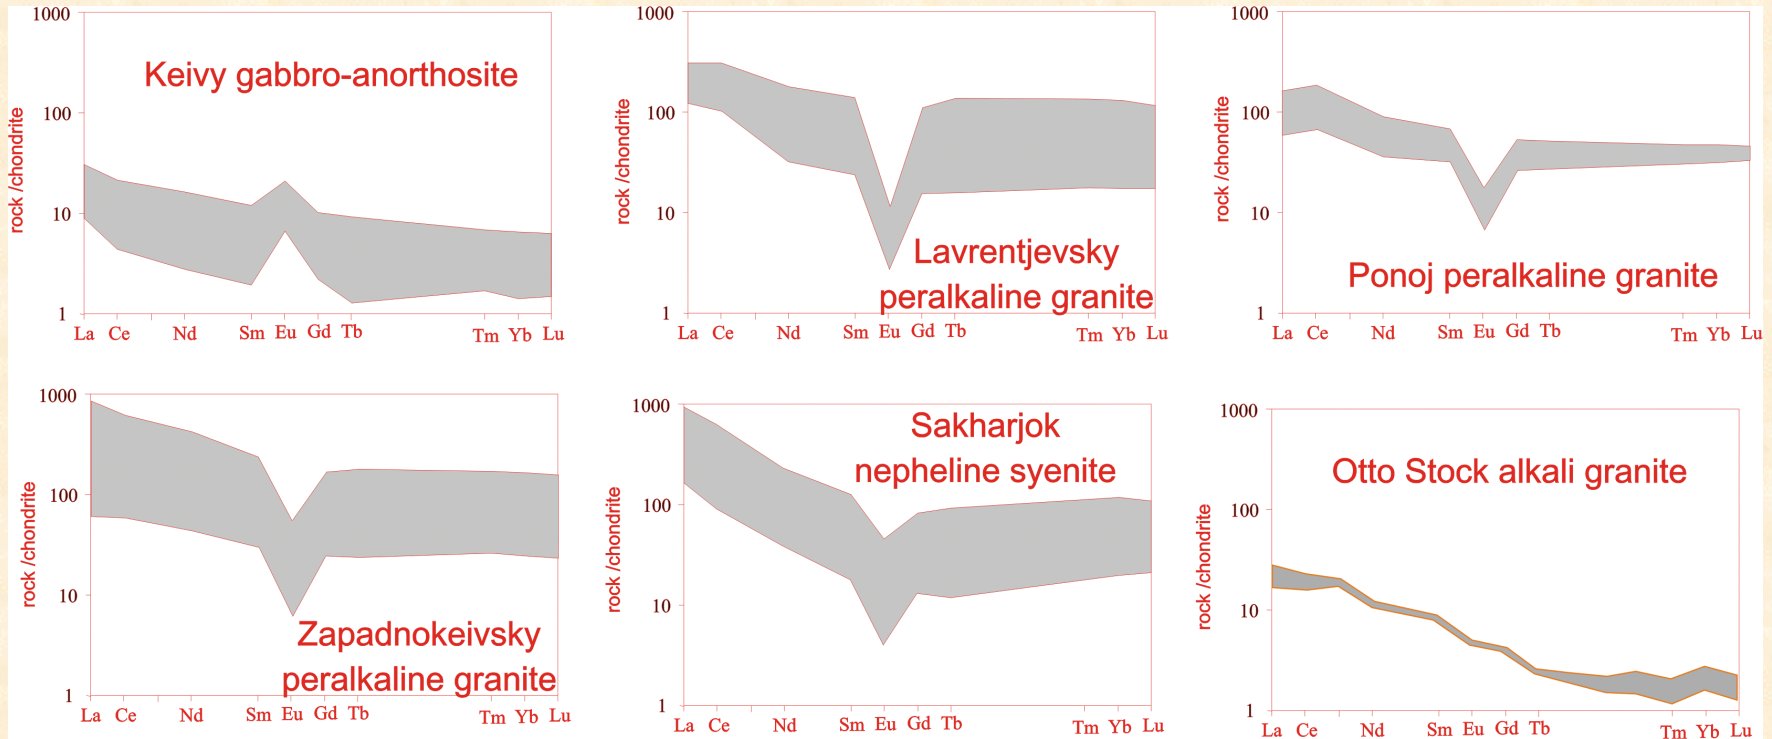 1000
100
10
1
rock /chondrite
Keivy gabbro-anorthosite
La Ce Nd Sm Eu Gd Tb Tm Yb Lu
1000
100
10
1
rock /chondrite
Lavrentjevsky
peralkaline granite
La Ce Nd Sm Eu Gd Tb Tm Yb Lu
1000
100
10
1
rock /chondrite
Ponoj peralkaline granite
La Ce Nd Sm Eu Gd Tb Tm Yb Lu
1000
100
10
1
rock /chondrite
Zapadnokeivsky
peralkaline granite
La Ce Nd Sm Eu Gd Tb Tm Yb Lu
1000
100
10
1
rock /chondrite
Sakharjok
nepheline syenite
La Ce Nd Sm Eu Gd Tb Tm Yb Lu
1000
100
10
1
rock /chondrite
Otto Stock alkali granite
La Ce Nd Sm Eu Gd Tb Tm Yb Lu